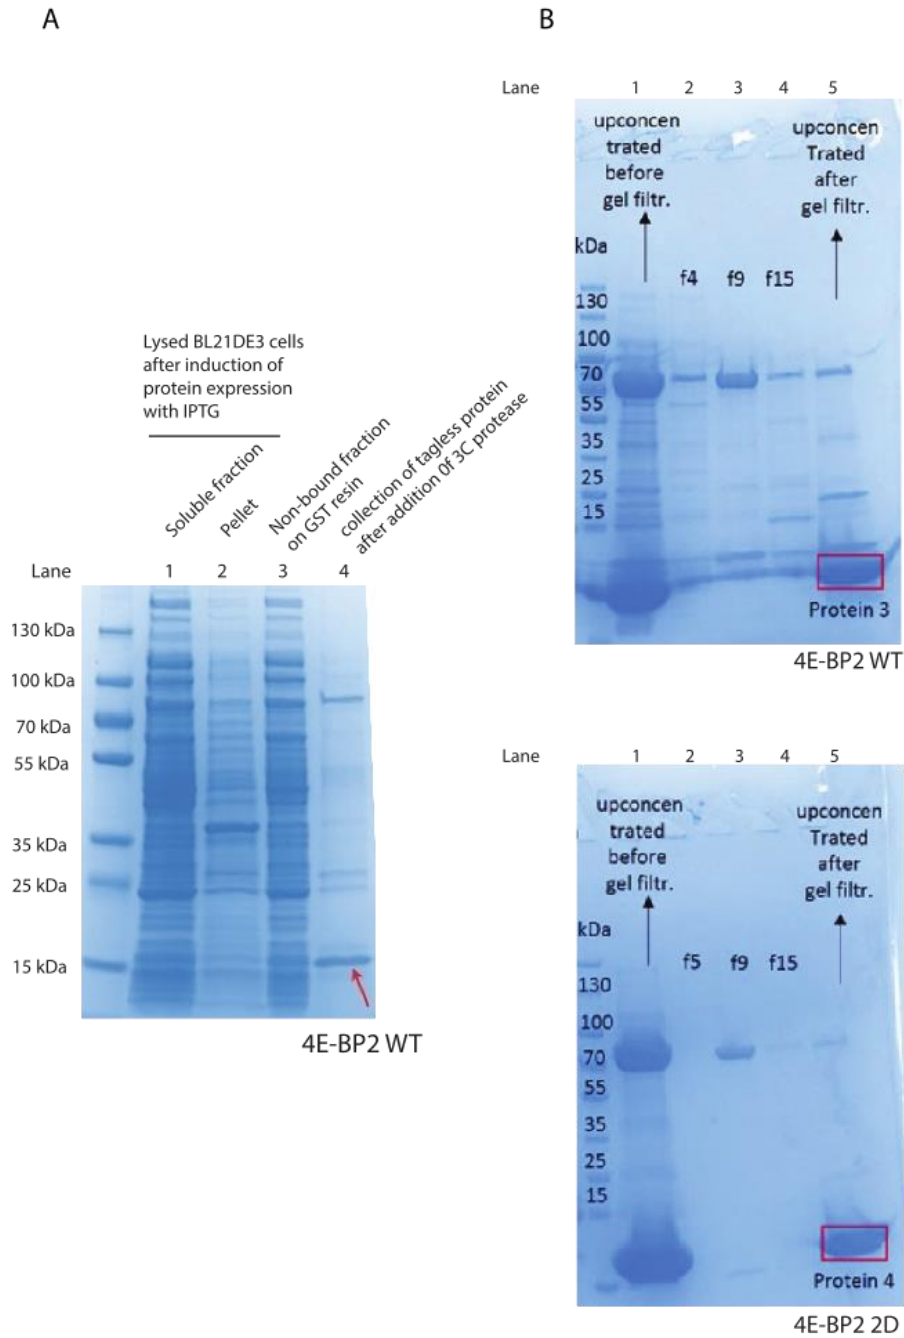 A
Lysed BL21DE3 cells
after induction of
protein expression
with IPTG
Soluble fraction
Pellet
Non-bound fraction
on GST resin
collection of tagless protein
after addition 0f 3C protease
Lane 1 2 3 4
130 kDa
100 kDa
70 kDa
55 kDa
35 kDa
25 kDa
15 kDa
4E-BP2 WT
B
Lane 1 2 3 4 5
upconcen
trated
before
gel filtr.
upconcen
Trated
after
gel filtr.
kDa
f4 f9 f15
130
100
70
55
35
25
15
Protein 3
4E-BP2 WT
Lane 1 2 3 4 5
upconcen
trated
before
gel filtr.
upconcen
Trated
after
gel filtr.
kDa
f5 f9 f15
130
100
70
55
35
25
15
Protein 4
4E-BP2 2D